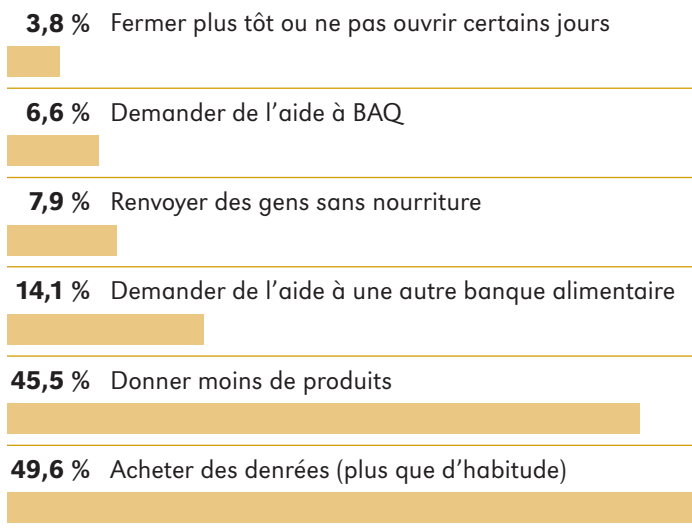 3,8 % Fermer plus tôt ou ne pas ouvrir certains jours
6,6 % Demander de l’aide à BAQ
7,9 % Renvoyer des gens sans nourriture
14,1 % Demander de l’aide à une autre banque alimentaire
45,5 % Donner moins de produits
49,6 % Acheter des denrées (plus que d’habitude)